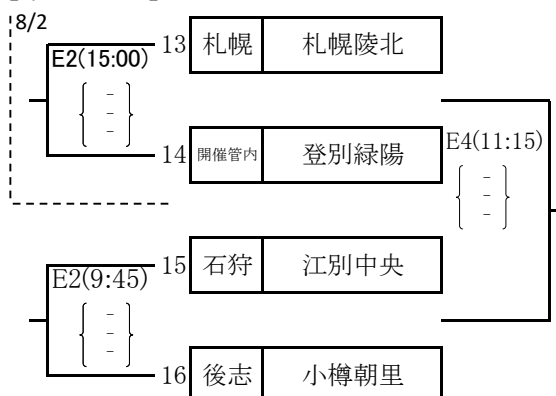 8/2
13 札幌 札幌陵北
E2(15:00)
{ - }
-
-
14 開催管内 登別緑陽
E4(11:15)
{ - }
-
-
15 石狩 江別中央
E2(9:45)
{ - }
-
-
16 後志 小樽朝里